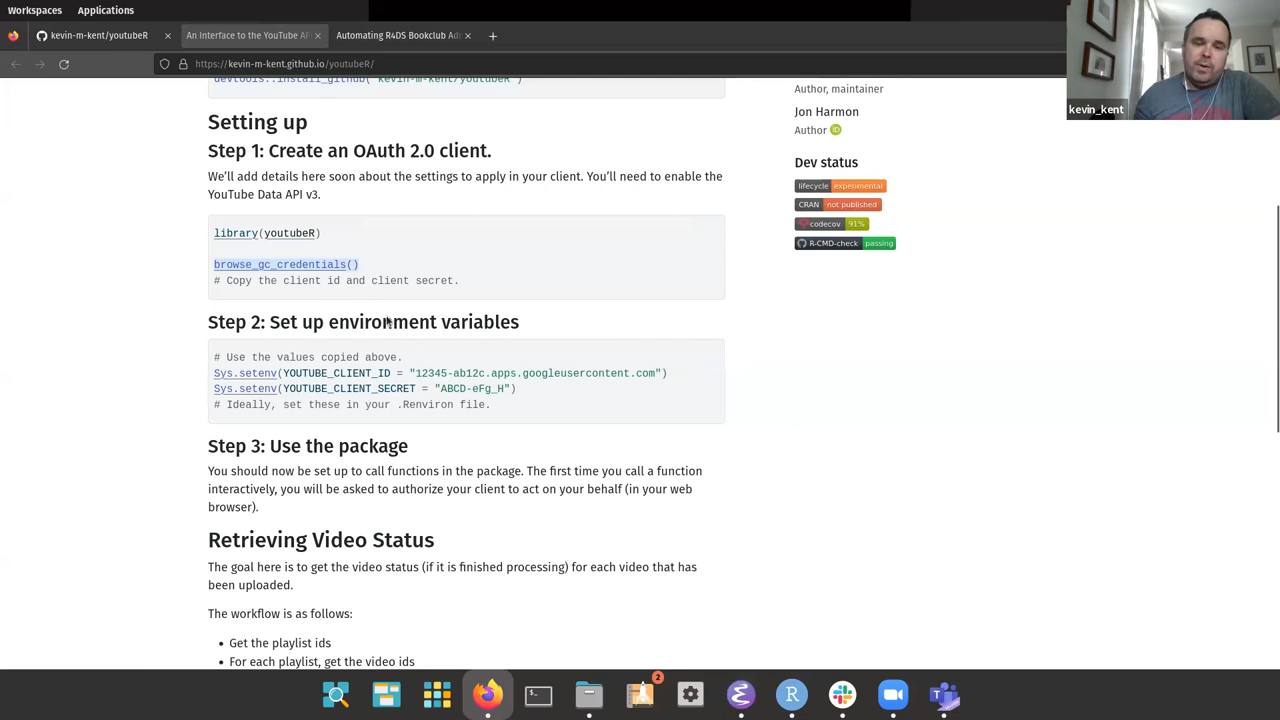 Workspaces Applications
kevin-m-kent/youtubeR
An Interface to the YouTube AP
Automating R4DS Bookclub Ad
https://kevin-m-kent.github.io/youtubeR/
devtools::install_github("kevin-m-kent/youtubeR")
Setting up
Step 1: Create an OAuth 2.0 client.
We'll add details here soon about the settings to apply in your client. You'll need to enable the
YouTube Data API v3.
library(youtubeR)
browse_gc_credentials()
# Copy the client id and client secret.
Step 2: Set up environment variables
# Use the values copied above.
Sys.setenv(YOUTUBE_CLIENT_ID = "12345-ab12c.apps.googleusercontent.com")
Sys.setenv(YOUTUBE_CLIENT_SECRET = "ABCD-eFg_H")
# Ideally, set these in your .Renviron file.
Step 3: Use the package
You should now be set up to call functions in the package. The first time you call a function
interactively, you will be asked to authorize your client to act on your behalf (in your web
browser).
Retrieving Video Status
The goal here is to get the video status (if it is finished processing) for each video that has
been uploaded.
The workflow is as follows:
• Get the playlist ids
• For each playlist, get the video ids
Author, maintainer
Jon Harmon
Author iD
Dev status
lifecycle experimental
CRAN not published
codecov 91%
R-CMD-check passing
kevin_kent
2